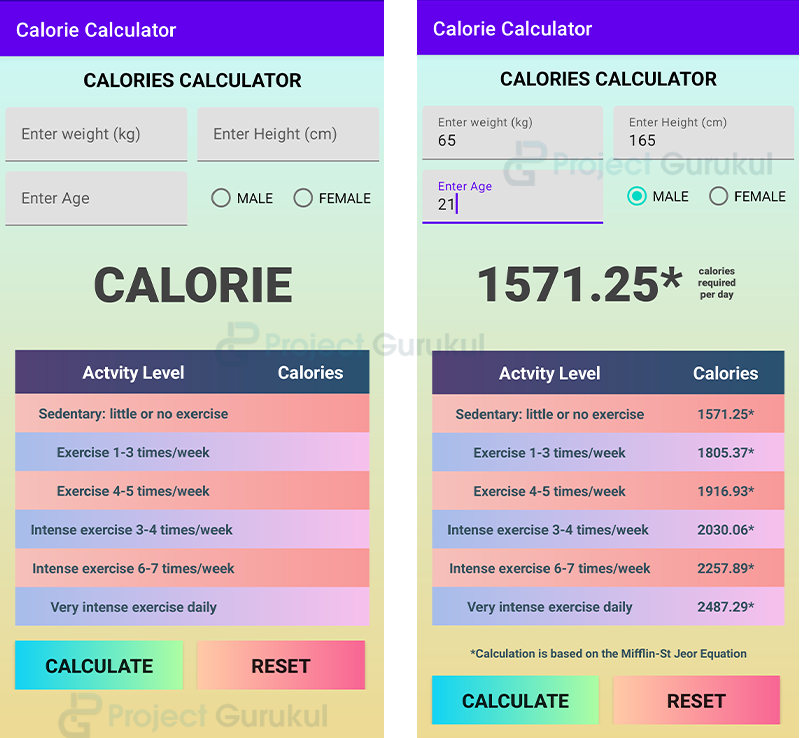 Calorie Calculator
CALORIES CALCULATOR
Enter weight (kg) Enter Height (cm)
Enter Age MALE FEMALE
CALORIE
Actvity Level Calories
Sedentary: little or no exercise
Exercise 1-3 times/week
Exercise 4-5 times/week
Intense exercise 3-4 times/week
Intense exercise 6-7 times/week
Very intense exercise daily
CALCULATE RESET
Project Gurukul
Calorie Calculator
CALORIES CALCULATOR
Enter weight (kg) Enter Height (cm)
65 165
Project Gurukul
Enter Age
21 MALE FEMALE
1571.25* calories
required
per day
Project Gurukul
Actvity Level Calories
Sedentary: little or no exercise 1571.25*
Exercise 1-3 times/week 1805.37*
Exercise 4-5 times/week 1916.93*
Intense exercise 3-4 times/week 2030.06*
Intense exercise 6-7 times/week 2257.89*
Very intense exercise daily 2487.29*
*Calculation is based on the Mifflin-St Jeor Equation
CALCULATE RESET